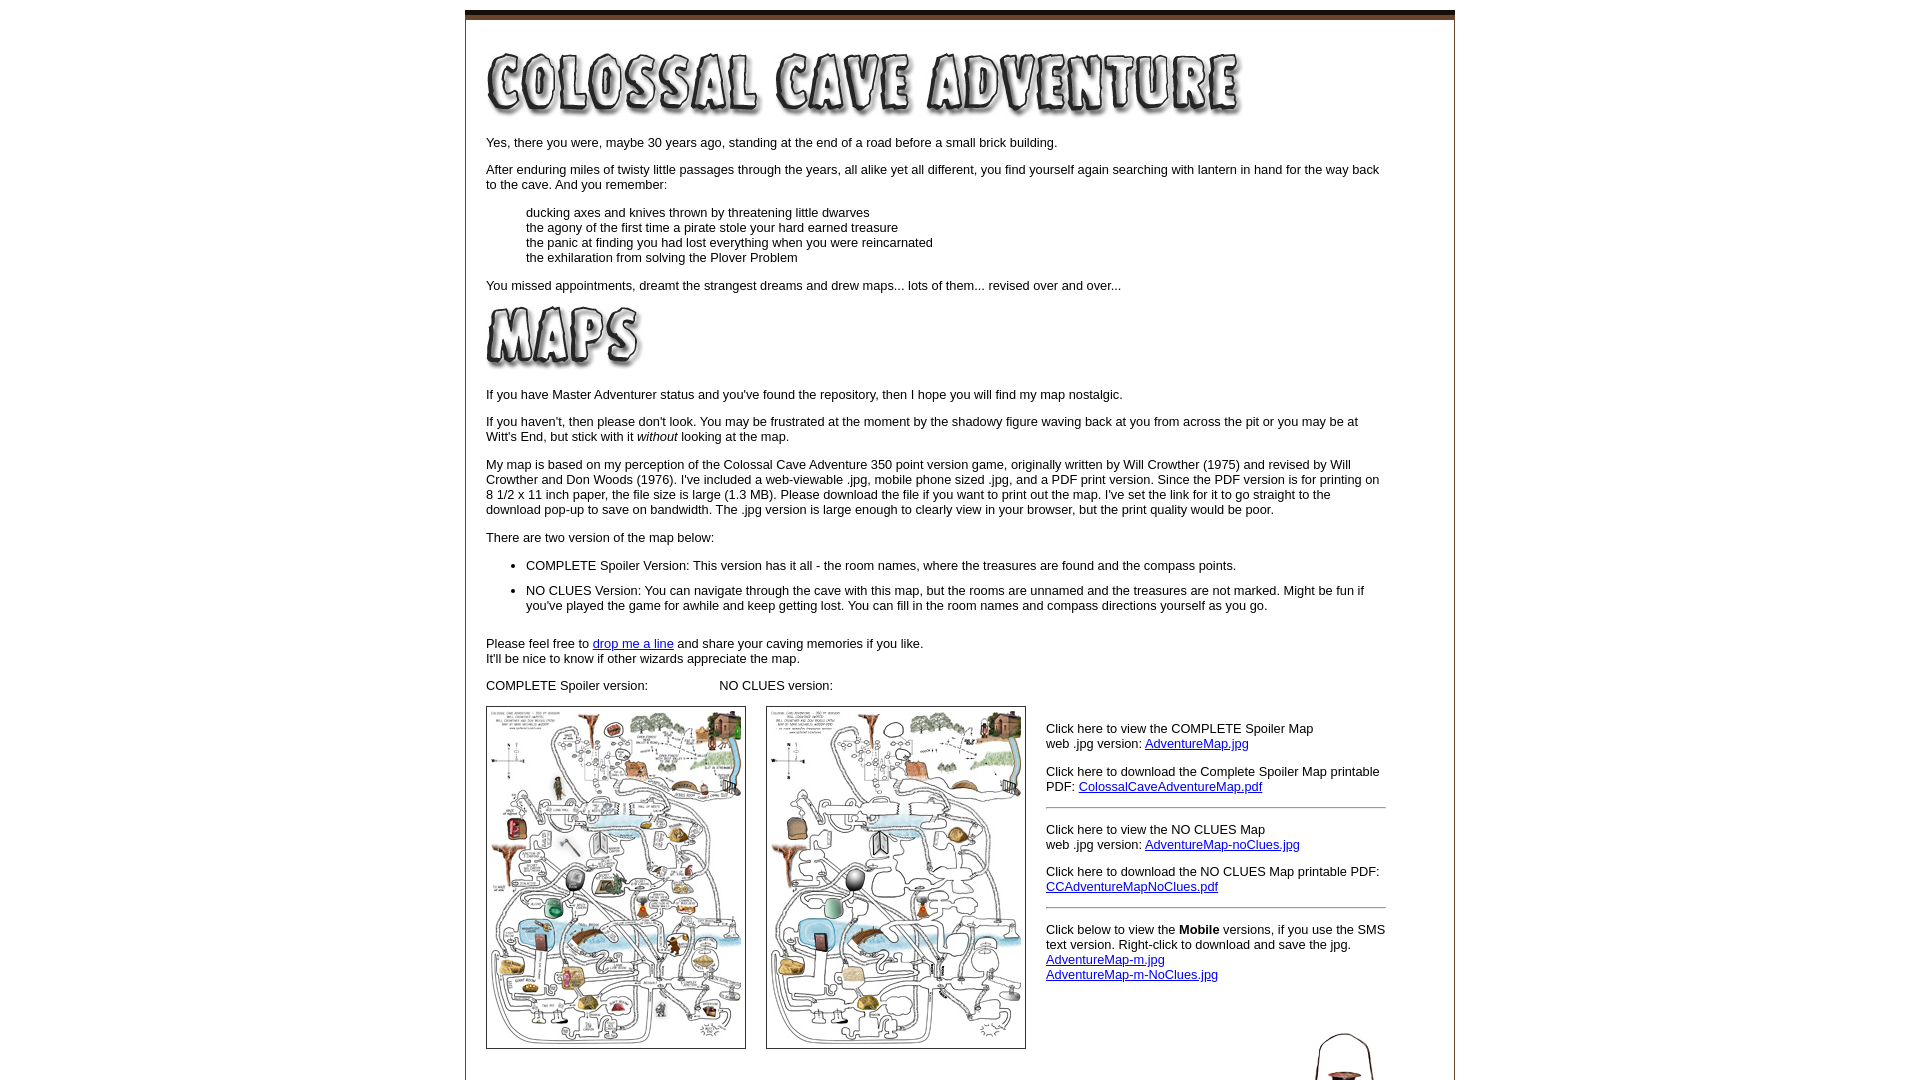 COLOSSAL CAVE ADVENTURE
Yes, there you were, maybe 30 years ago, standing at the end of a road before a small brick building.
After enduring miles of twisty little passages through the years, all alike yet all different, you find yourself again searching with lantern in hand for the way back
to the cave. And you remember:
ducking axes and knives thrown by threatening little dwarves
the agony of the first time a pirate stole your hard earned treasure
the panic at finding you had lost everything when you were reincarnated
the exhilaration from solving the Plover Problem
You missed appointments, dreamt the strangest dreams and drew maps... lots of them... revised over and over...
MAPS
If you have Master Adventurer status and you've found the repository, then I hope you will find my map nostalgic.
If you haven't, then please don't look. You may be frustrated at the moment by the shadowy figure waving back at you from across the pit or you may be at
Witt's End, but stick with it without looking at the map.
My map is based on my perception of the Colossal Cave Adventure 350 point version game, originally written by Will Crowther (1975) and revised by Will
Crowther and Don Woods (1976). I've included a web-viewable .jpg, mobile phone sized .jpg, and a PDF print version. Since the PDF version is for printing on
8 1/2 x 11 inch paper, the file size is large (1.3 MB). Please download the file if you want to print out the map. I've set the link for it to go straight to the
download pop-up to save on bandwidth. The .jpg version is large enough to clearly view in your browser, but the print quality would be poor.
There are two version of the map below:
• COMPLETE Spoiler Version: This version has it all - the room names, where the treasures are found and the compass points.
• NO CLUES Version: You can navigate through the cave with this map, but the rooms are unnamed and the treasures are not marked. Might be fun if
you've played the game for awhile and keep getting lost. You can fill in the room names and compass directions yourself as you go.
Please feel free to drop me a line and share your caving memories if you like.
It'll be nice to know if other wizards appreciate the map.
COMPLETE Spoiler version: NO CLUES version:
Click here to view the COMPLETE Spoiler Map
web .jpg version: AdventureMap.jpg
Click here to download the Complete Spoiler Map printable
PDF: ColossalCaveAdventureMap.pdf
Click here to view the NO CLUES Map
web .jpg version: AdventureMap-noClues.jpg
Click here to download the NO CLUES Map printable PDF:
CCAdventureMapNoClues.pdf
Click below to view the Mobile versions, if you use the SMS
text version. Right-click to download and save the jpg.
AdventureMap-m.jpg
AdventureMap-m-NoClues.jpg